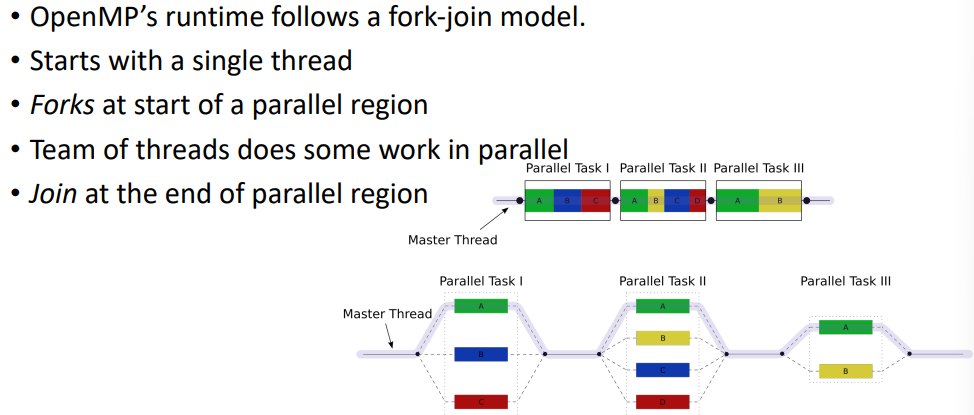 • OpenMP’s runtime follows a fork-join model.
• Starts with a single thread
• Forks at start of a parallel region
• Team of threads does some work in parallel
• Join at the end of parallel region
Parallel Task I Parallel Task II Parallel Task III
A B C A B C D A B
Master Thread
Parallel Task I Parallel Task II Parallel Task III
Master Thread
A A
A
B
B
C
B
C D